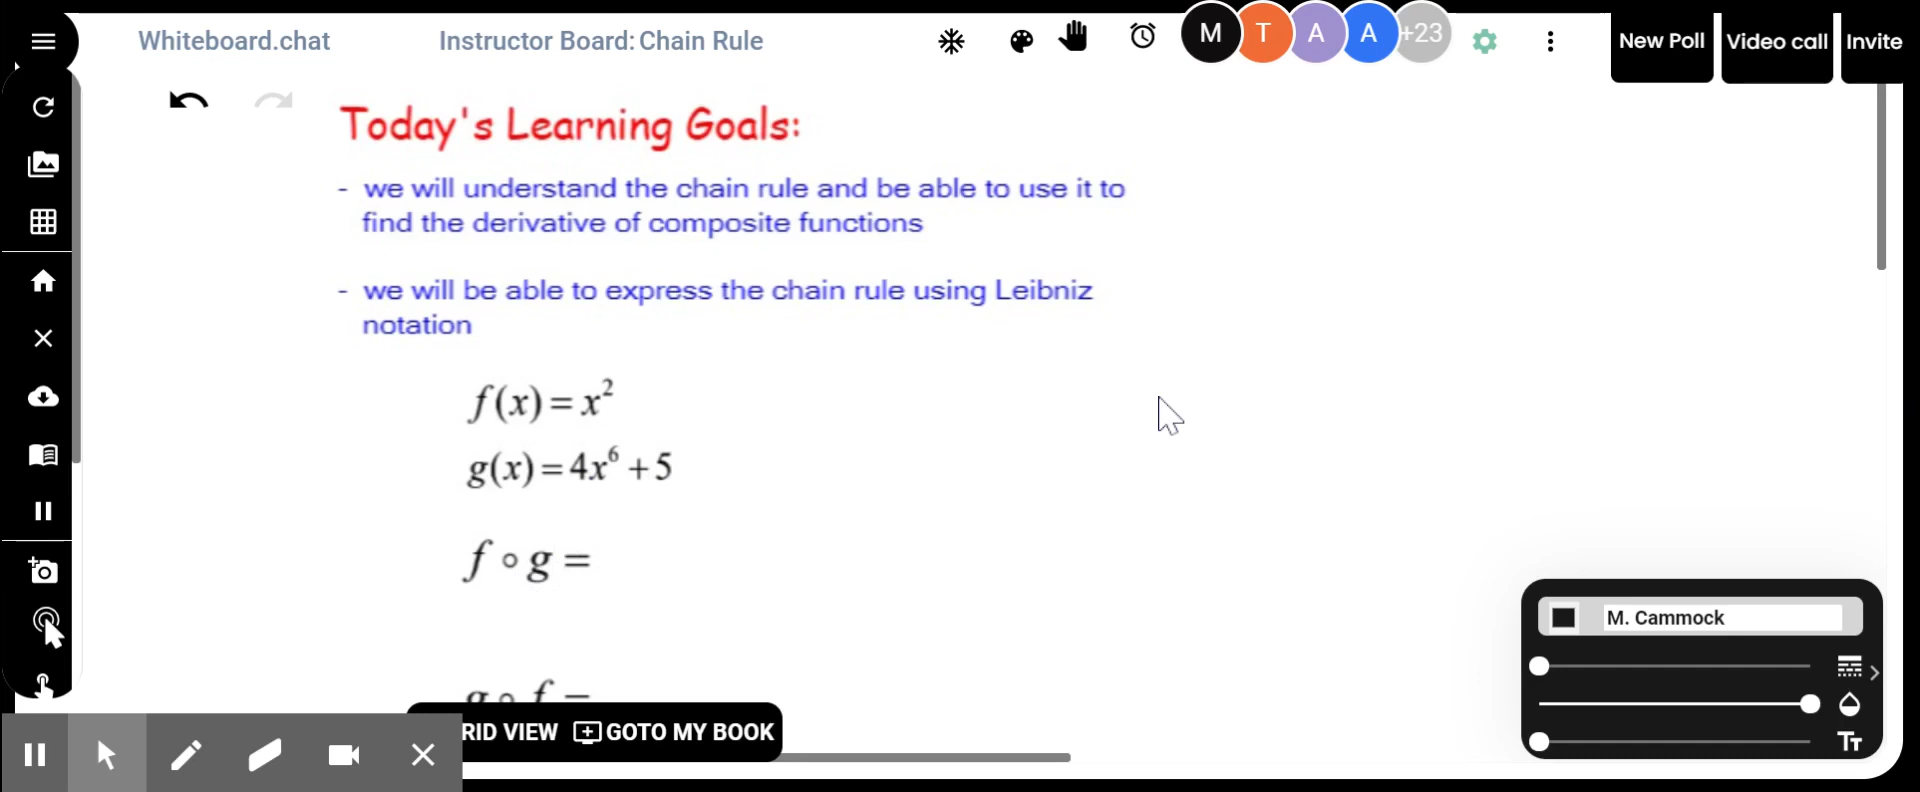 Whiteboard.chat
Instructor Board: Chain Rule
M T A A +23
New Poll
Video call
Invite
Today's Learning Goals:
- we will understand the chain rule and be able to use it to
find the derivative of composite functions
- we will be able to express the chain rule using Leibniz
notation
f(x) = x²
g(x) = 4x⁶ + 5
f ∘ g =
g ∘ f =
RID VIEW
GOTO MY BOOK
M. Cammock
TT